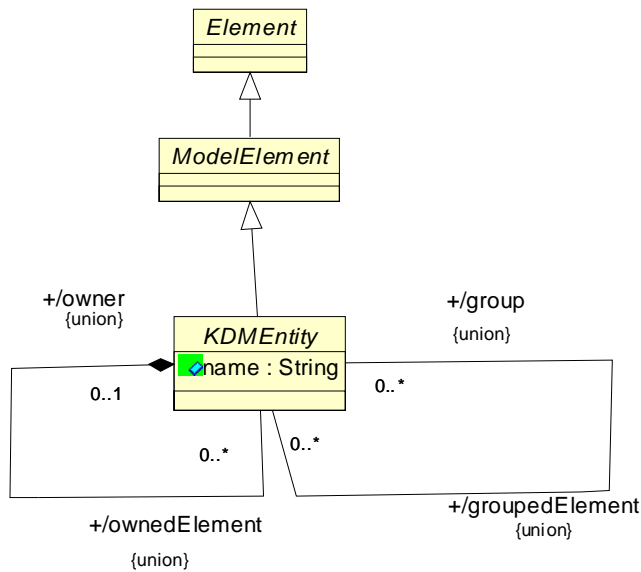 Element
ModelElement
+/owner
{union}
+/group
{union}
KDMEntity
name : String
0..1
0..*
0..*
0..*
+/ownedElement
{union}
+/groupedElement
{union}